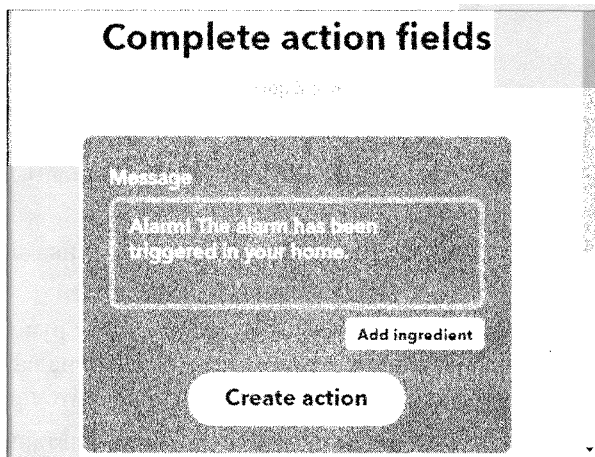 Complete action fields
Message
Alarm! The alarm has been
triggered in your home.
Add ingredient
Create action